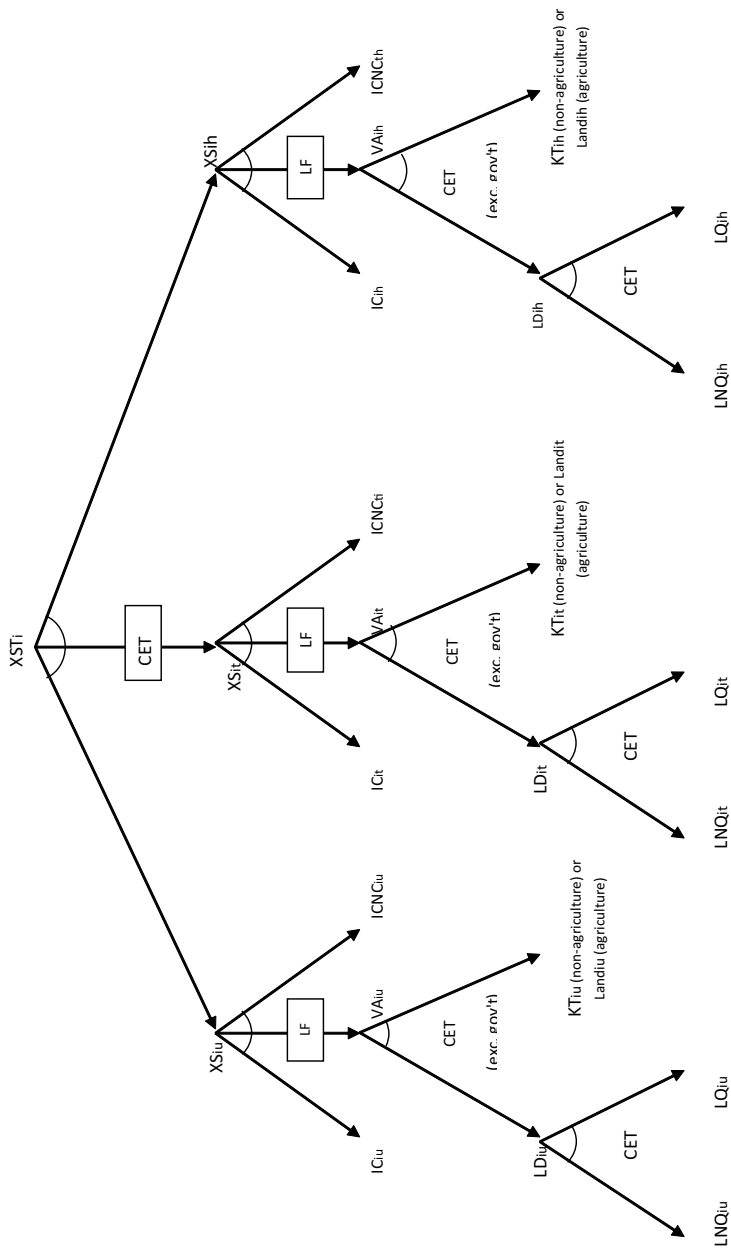 XSTi
CET
XSiu
XSit
XSih
LF
LF
LF
ICiu
VAiu
ICNCiu
ICit
VAit
ICNCti
ICih
VAih
ICNCth
CET
(exc. gov't)
CET
(exc. gov't)
CET
(exc. gov't)
LDiu
KTiu (non-agriculture) or
Landiu (agriculture)
LDit
KTit (non-agriculture) or Landit
(agriculture)
LDih
KTih (non-agriculture) or
Landih (agriculture)
CET
CET
CET
LNQiu
LQiu
LNQit
LQit
LNQih
LQih